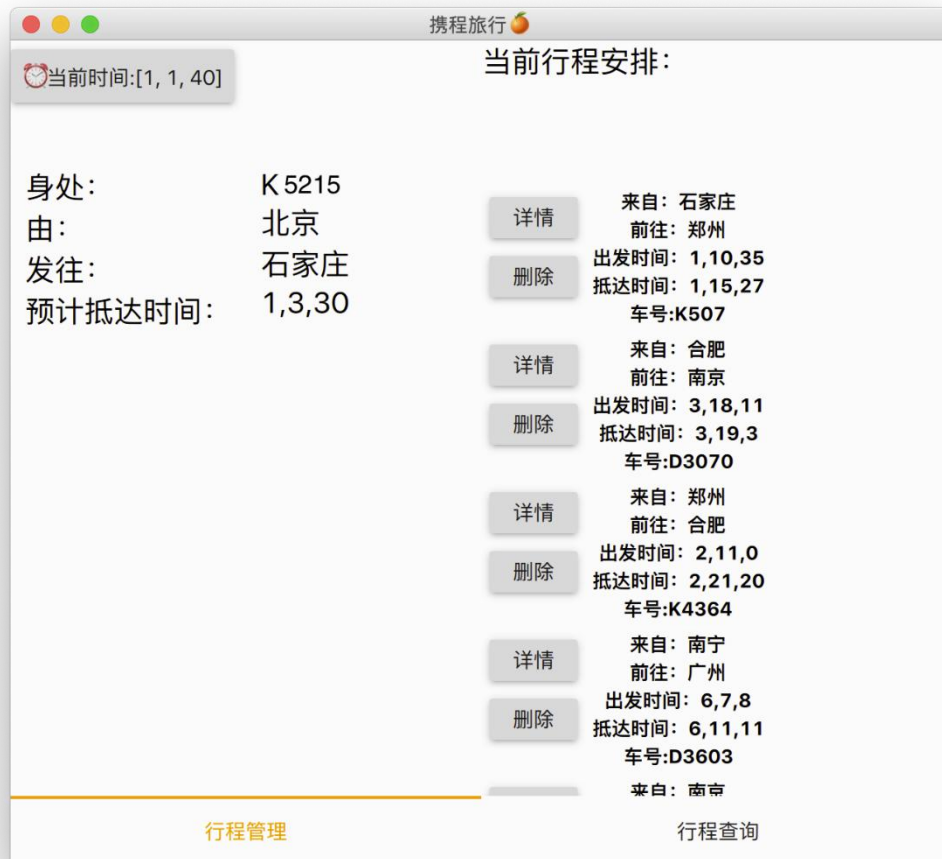 携程旅行🍊
⏰当前时间:[1, 1, 40]
身处： K 5215
由： 北京
发往： 石家庄
预计抵达时间： 1,3,30
当前行程安排：
详情
删除
来自：石家庄
前往：郑州
出发时间：1,10,35
抵达时间：1,15,27
车号:K507
详情
删除
来自：合肥
前往：南京
出发时间：3,18,11
抵达时间：3,19,3
车号:D3070
详情
删除
来自：郑州
前往：合肥
出发时间：2,11,0
抵达时间：2,21,20
车号:K4364
详情
删除
来自：南宁
前往：广州
出发时间：6,7,8
抵达时间：6,11,11
车号:D3603
来自：南京
行程管理
行程查询